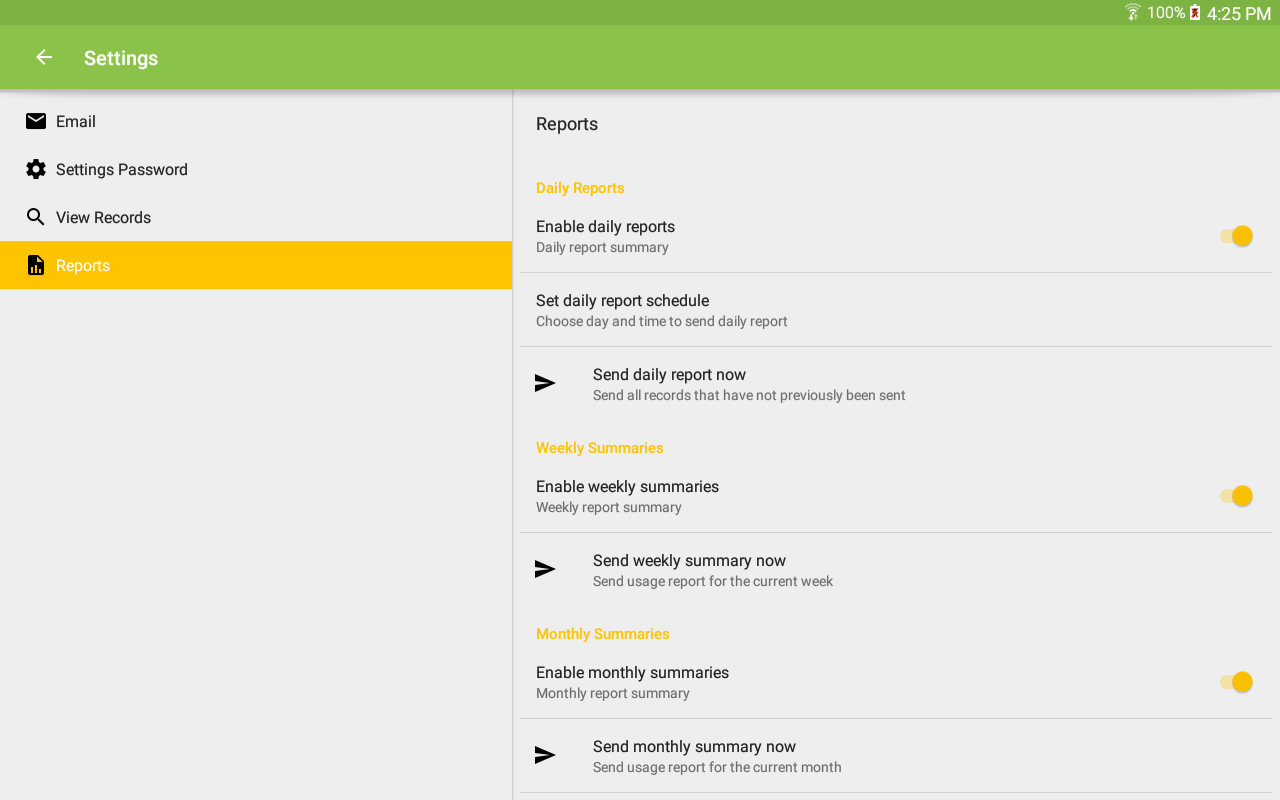 100% 4:25 PM
Settings
Email
Settings Password
View Records
Reports
Reports
Daily Reports
Enable daily reports
Daily report summary
Set daily report schedule
Choose day and time to send daily report
Send daily report now
Send all records that have not previously been sent
Weekly Summaries
Enable weekly summaries
Weekly report summary
Send weekly summary now
Send usage report for the current week
Monthly Summaries
Enable monthly summaries
Monthly report summary
Send monthly summary now
Send usage report for the current month